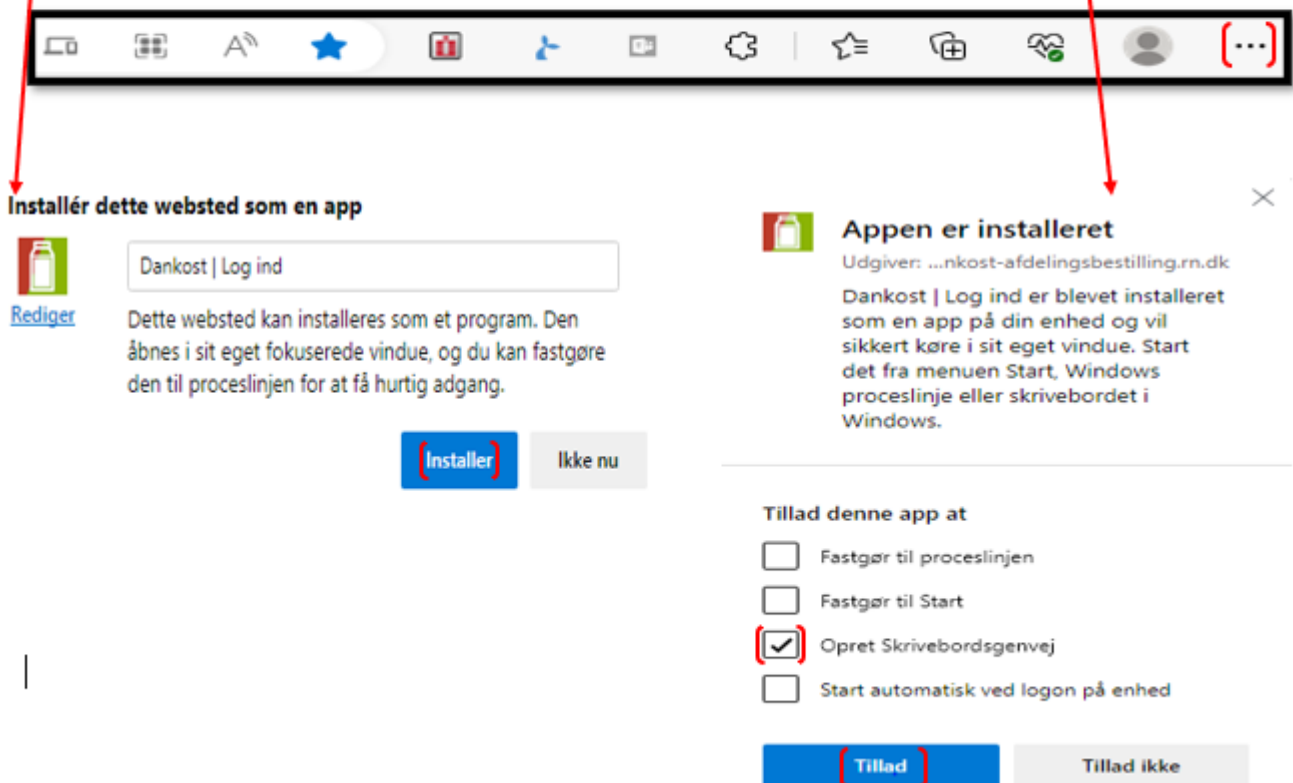 Installér dette websted som en app
Dankost | Log ind
Rediger
Dette websted kan installeres som et program. Den
åbnes i sit eget fokuserede vindue, og du kan fastgøre
den til proceslinjen for at få hurtig adgang.
Installer
Ikke nu
Appen er installeret
Udgiver: ...nkost-afdelingsbestilling.rn.dk
Dankost | Log ind er blevet installeret
som en app på din enhed og vil
sikkert køre i sit eget vindue. Start
det fra menuen Start, Windows
proceslinje eller skrivebordet i
Windows.
Tillad denne app at
Fastgør til proceslinjen
Fastgør til Start
Opret Skrivebordsgenvej
Start automatisk ved logon på enhed
Tillad
Tillad ikke